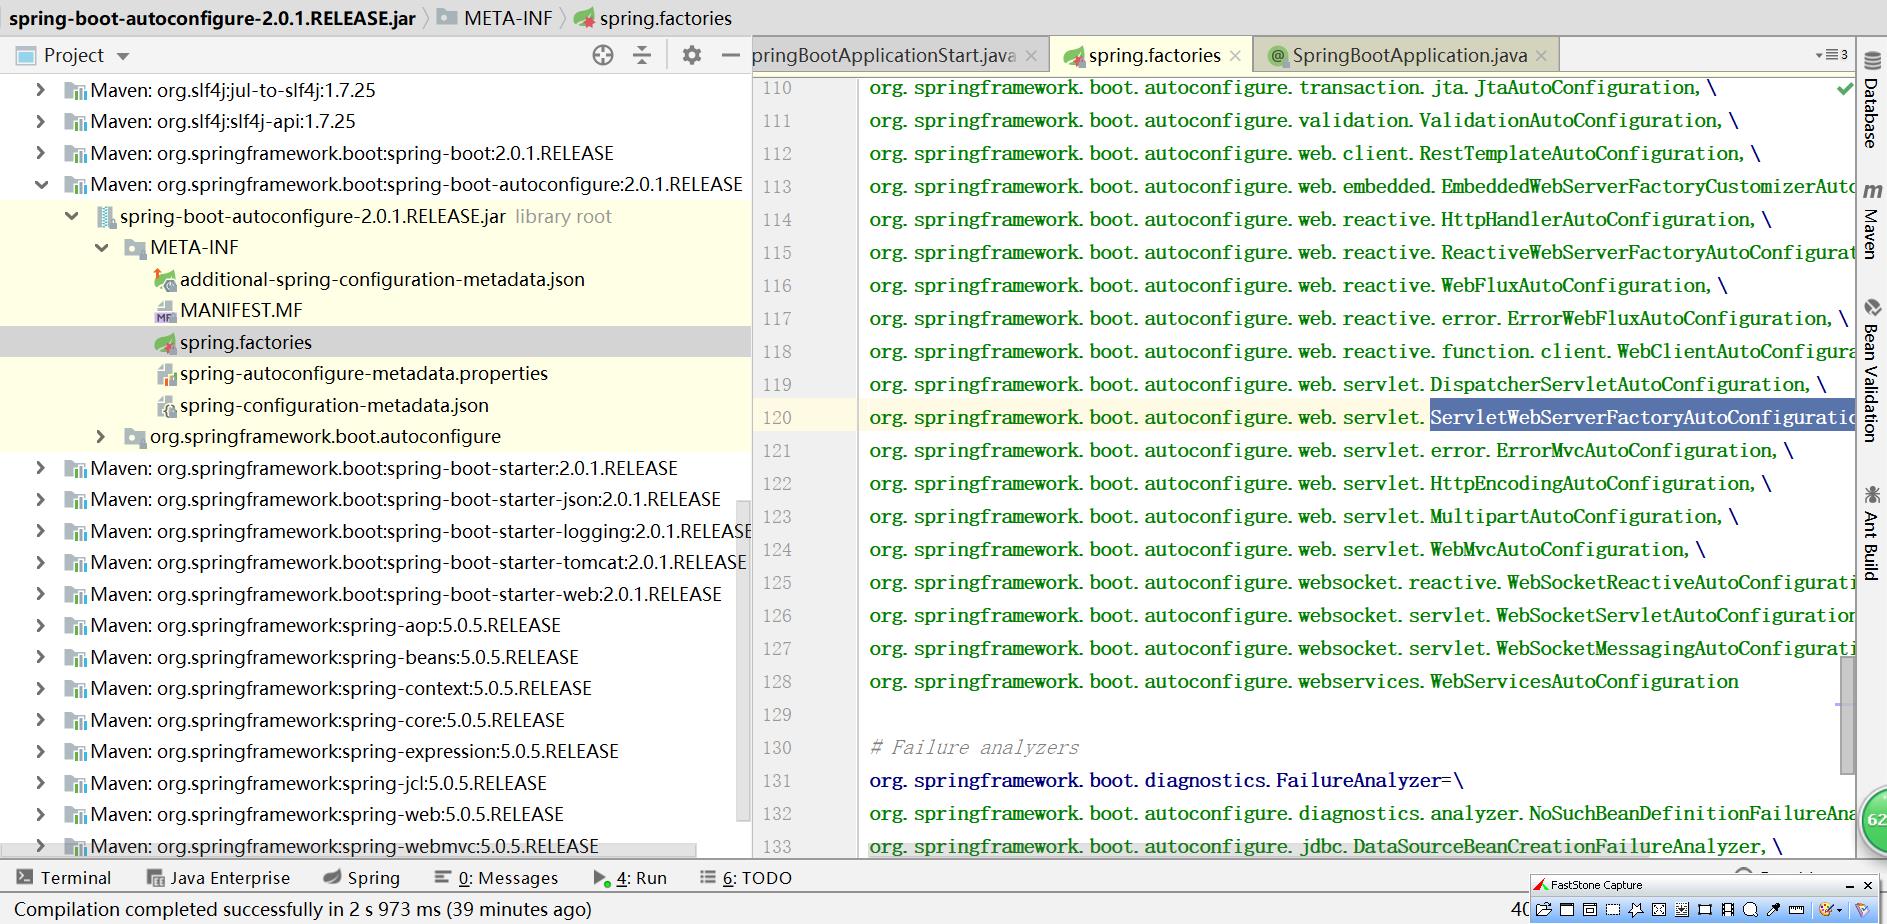 spring-boot-autoconfigure-2.0.1.RELEASE.jar META-INF spring.factories
Project
Maven: org.slf4j:jul-to-slf4j:1.7.25
Maven: org.slf4j:slf4j-api:1.7.25
Maven: org.springframework.boot:spring-boot:2.0.1.RELEASE
Maven: org.springframework.boot:spring-boot-autoconfigure:2.0.1.RELEASE
spring-boot-autoconfigure-2.0.1.RELEASE.jar library root
META-INF
additional-spring-configuration-metadata.json
MANIFEST.MF
spring.factories
spring-autoconfigure-metadata.properties
spring-configuration-metadata.json
org.springframework.boot.autoconfigure
Maven: org.springframework.boot:spring-boot-starter:2.0.1.RELEASE
Maven: org.springframework.boot:spring-boot-starter-json:2.0.1.RELEASE
Maven: org.springframework.boot:spring-boot-starter-logging:2.0.1.RELEASE
Maven: org.springframework.boot:spring-boot-starter-tomcat:2.0.1.RELEASE
Maven: org.springframework.boot:spring-boot-starter-web:2.0.1.RELEASE
Maven: org.springframework:spring-aop:5.0.5.RELEASE
Maven: org.springframework:spring-beans:5.0.5.RELEASE
Maven: org.springframework:spring-context:5.0.5.RELEASE
Maven: org.springframework:spring-core:5.0.5.RELEASE
Maven: org.springframework:spring-expression:5.0.5.RELEASE
Maven: org.springframework:spring-jcl:5.0.5.RELEASE
Maven: org.springframework:spring-web:5.0.5.RELEASE
Maven: org.springframework:spring-webmvc:5.0.5.RELEASE
pringBootApplicationStart.java spring.factories SpringBootApplication.java 3
110 org.springframework.boot.autoconfigure.transaction.jta.JtaAutoConfiguration,\
111 org.springframework.boot.autoconfigure.validation.ValidationAutoConfiguration,\
112 org.springframework.boot.autoconfigure.web.client.RestTemplateAutoConfiguration,\
113 org.springframework.boot.autoconfigure.web.embedded.EmbeddedWebServerFactoryCustomizerAuto
114 org.springframework.boot.autoconfigure.web.reactive.HttpHandlerAutoConfiguration,\
115 org.springframework.boot.autoconfigure.web.reactive.ReactiveWebServerFactoryAutoConfigurat
116 org.springframework.boot.autoconfigure.web.reactive.WebFluxAutoConfiguration,\
117 org.springframework.boot.autoconfigure.web.reactive.error.ErrorWebFluxAutoConfiguration,\
118 org.springframework.boot.autoconfigure.web.reactive.function.client.WebClientAutoConfigura
119 org.springframework.boot.autoconfigure.web.servlet.DispatcherServletAutoConfiguration,\
120 org.springframework.boot.autoconfigure.web.servlet.ServletWebServerFactoryAutoConfiguratio
121 org.springframework.boot.autoconfigure.web.servlet.error.ErrorMvcAutoConfiguration,\
122 org.springframework.boot.autoconfigure.web.servlet.HttpEncodingAutoConfiguration,\
123 org.springframework.boot.autoconfigure.web.servlet.MultipartAutoConfiguration,\
124 org.springframework.boot.autoconfigure.web.servlet.WebMvcAutoConfiguration,\
125 org.springframework.boot.autoconfigure.websocket.reactive.WebSocketReactiveAutoConfigurati
126 org.springframework.boot.autoconfigure.websocket.servlet.WebSocketServletAutoConfiguration
127 org.springframework.boot.autoconfigure.websocket.servlet.WebSocketMessagingAutoConfigurati
128 org.springframework.boot.autoconfigure.webservices.WebServicesAutoConfiguration
129
130 # Failure analyzers
131 org.springframework.boot.diagnostics.FailureAnalyzer=\
132 org.springframework.boot.autoconfigure.diagnostics.analyzer.NoSuchBeanDefinitionFailureAna
133 org.springframework.boot.autoconfigure.jdbc.DataSourceBeanCreationFailureAnalyzer,\
Database
Maven
Bean Validation
Ant Build
62
Terminal Java Enterprise Spring 0: Messages 4: Run 6: TODO
FastStone Capture
Compilation completed successfully in 2 s 973 ms (39 minutes ago)